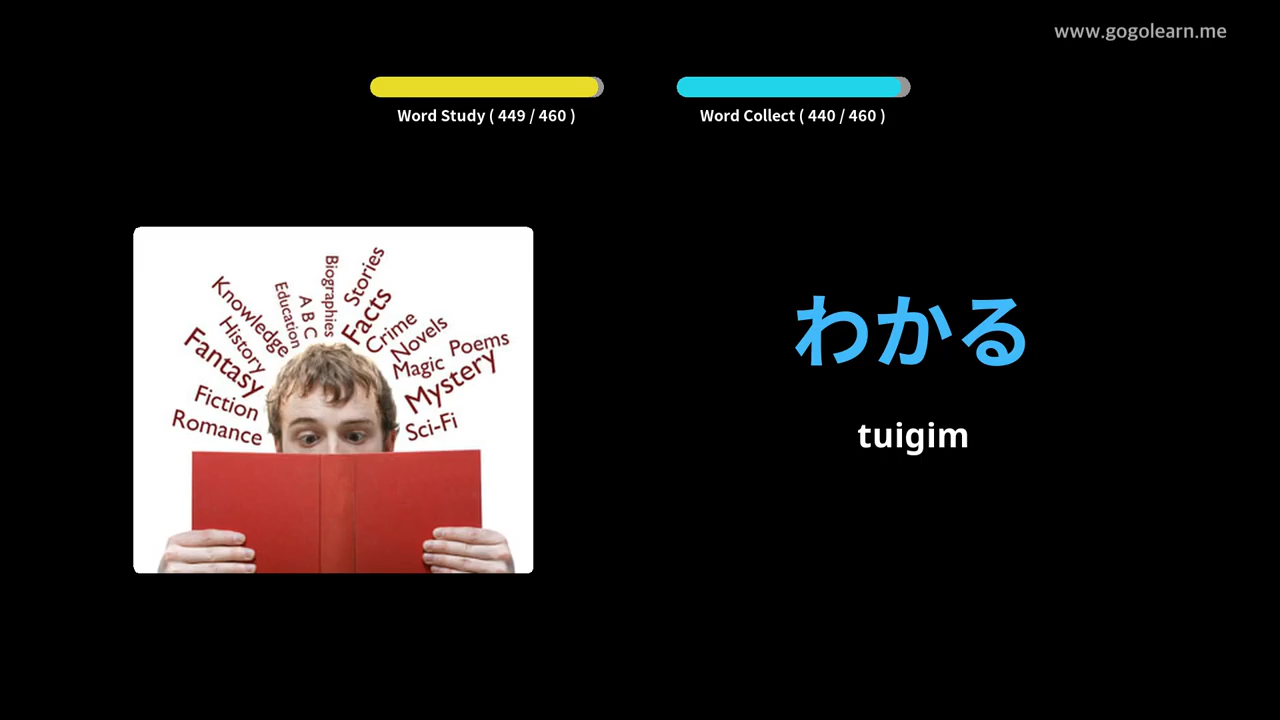 www.gogolearn.me
Word Study ( 449 / 460 )
Word Collect ( 440 / 460 )
Biographies
Stories
Knowledge
Education
A B C
Facts
History
Crime
Novels
Fantasy
Magic
Poems
Mystery
Fiction
Romance
Sci-Fi
わかる
tuigim